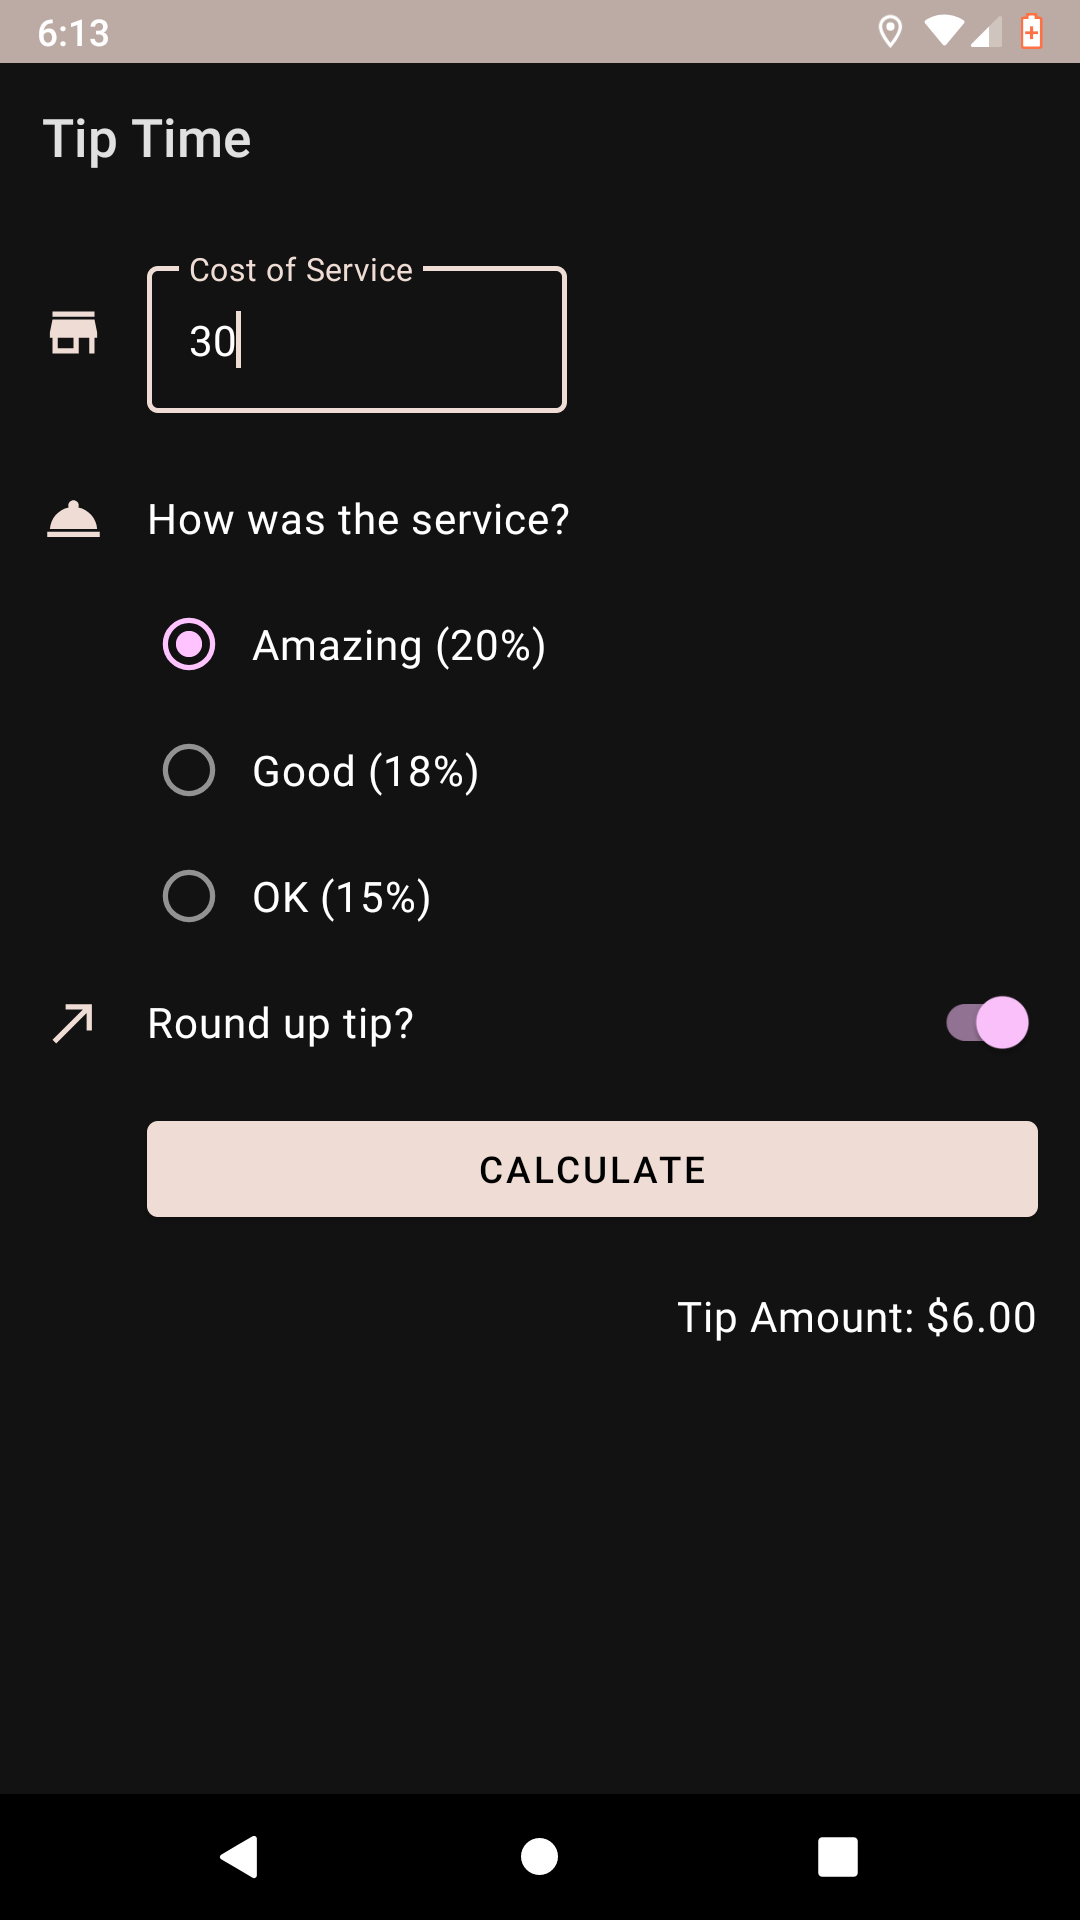 6:13
Tip Time
Cost of Service
30
How was the service?
Amazing (20%)
Good (18%)
OK (15%)
Round up tip?
CALCULATE
Tip Amount: $6.00